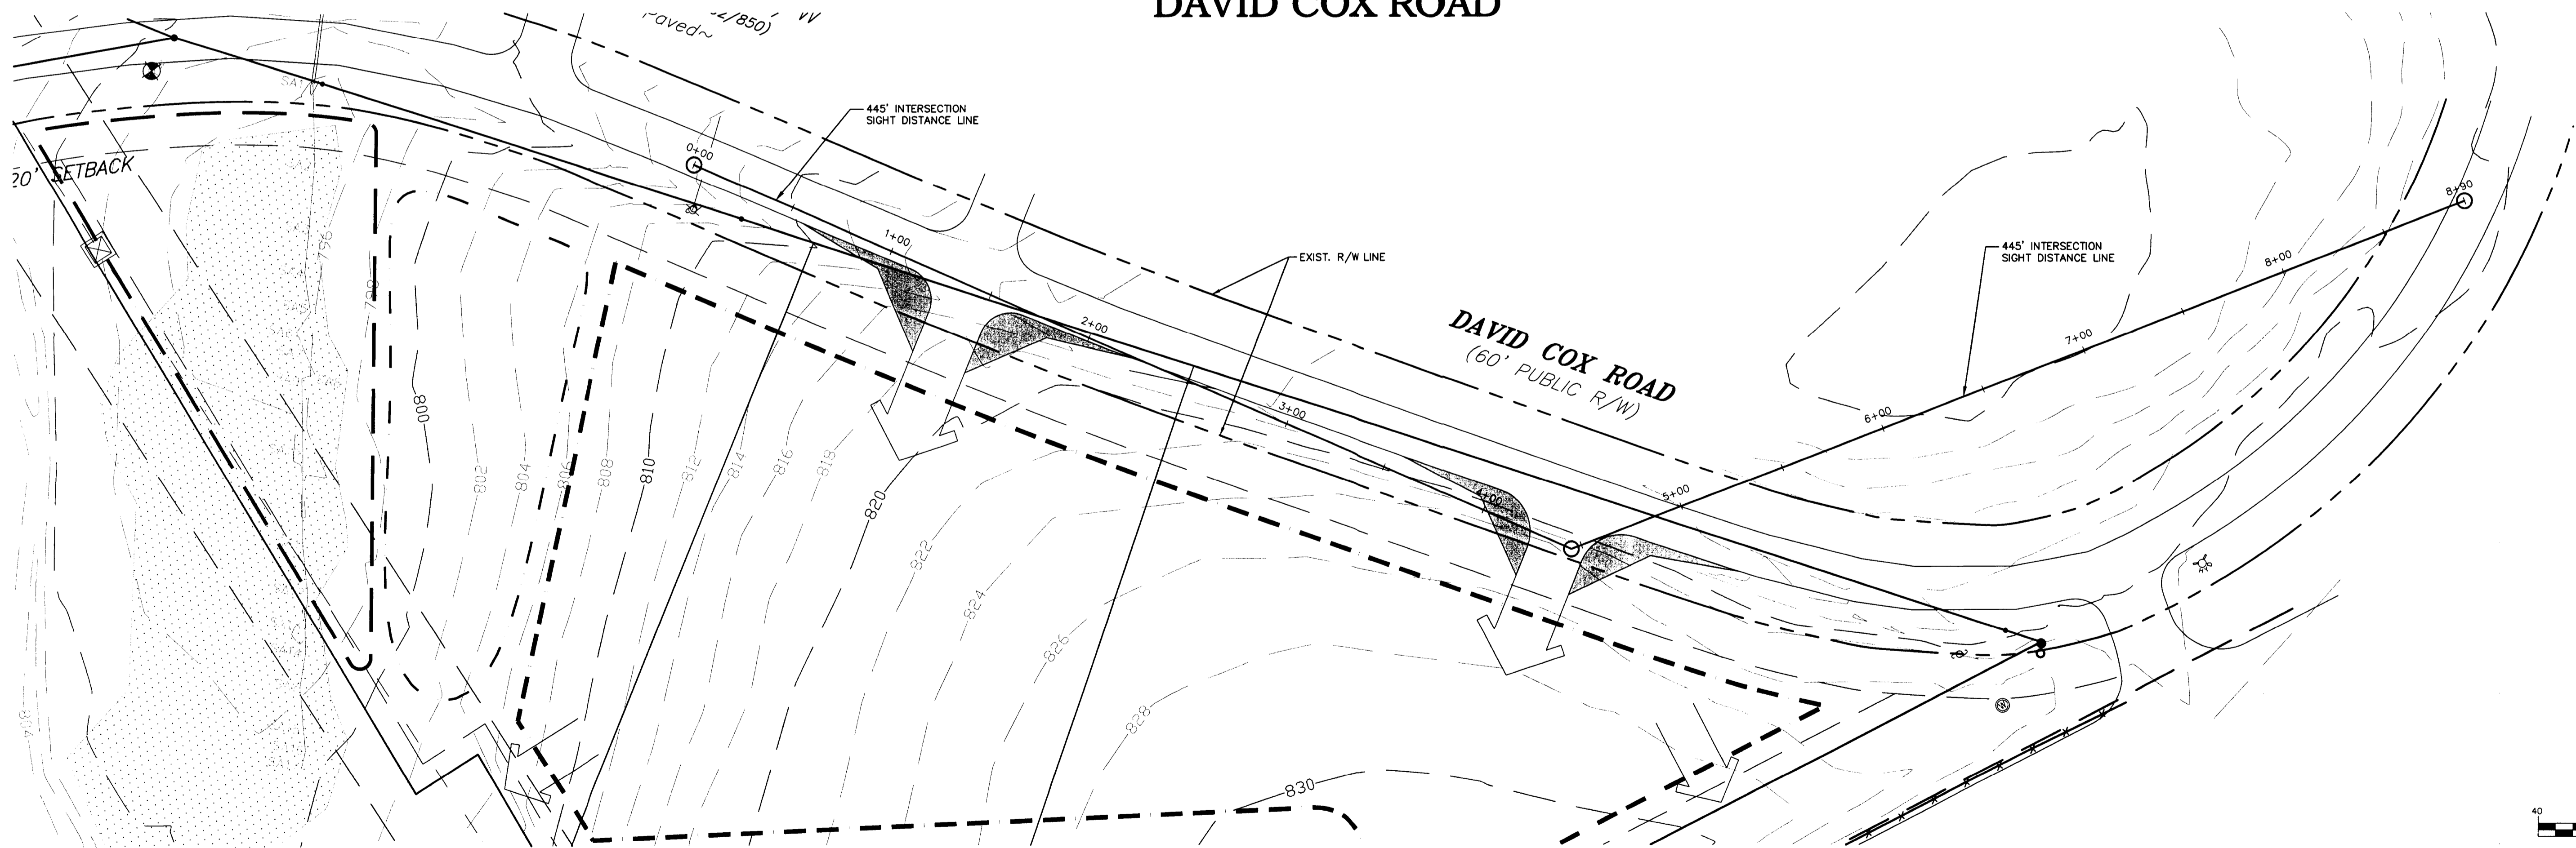 DAVID COX ROAD
/850)
Paved~
SA1
445' INTERSECTION
SIGHT DISTANCE LINE
20' SETBACK
0+00
1+00
2+00
3+00
4+00
5+00
6+00
7+00
8+00
8+90
EXIST. R/W LINE
445' INTERSECTION
SIGHT DISTANCE LINE
DAVID COX ROAD
(60' PUBLIC R/W)
796
798
800
802
804
806
808
810
812
814
816
818
820
822
824
826
828
830
804
W
40